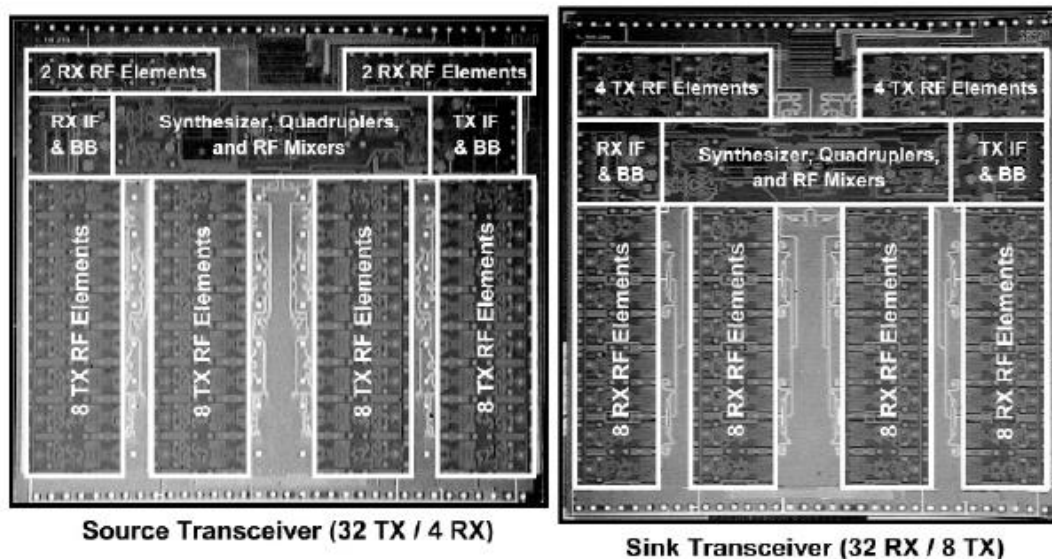 2 RX RF Elements
2 RX RF Elements
RX IF
& BB
Synthesizer, Quadruplers,
and RF Mixers
TX IF
& BB
8 TX RF Elements
8 TX RF Elements
8 TX RF Elements
8 TX RF Elements
Source Transceiver (32 TX / 4 RX)
4 TX RF Elements
4 TX RF Elements
RX IF
& BB
Synthesizer, Quadruplers,
and RF Mixers
TX IF
& BB
8 RX RF Elements
8 RX RF Elements
8 RX RF Elements
8 RX RF Elements
Sink Transceiver (32 RX / 8 TX)